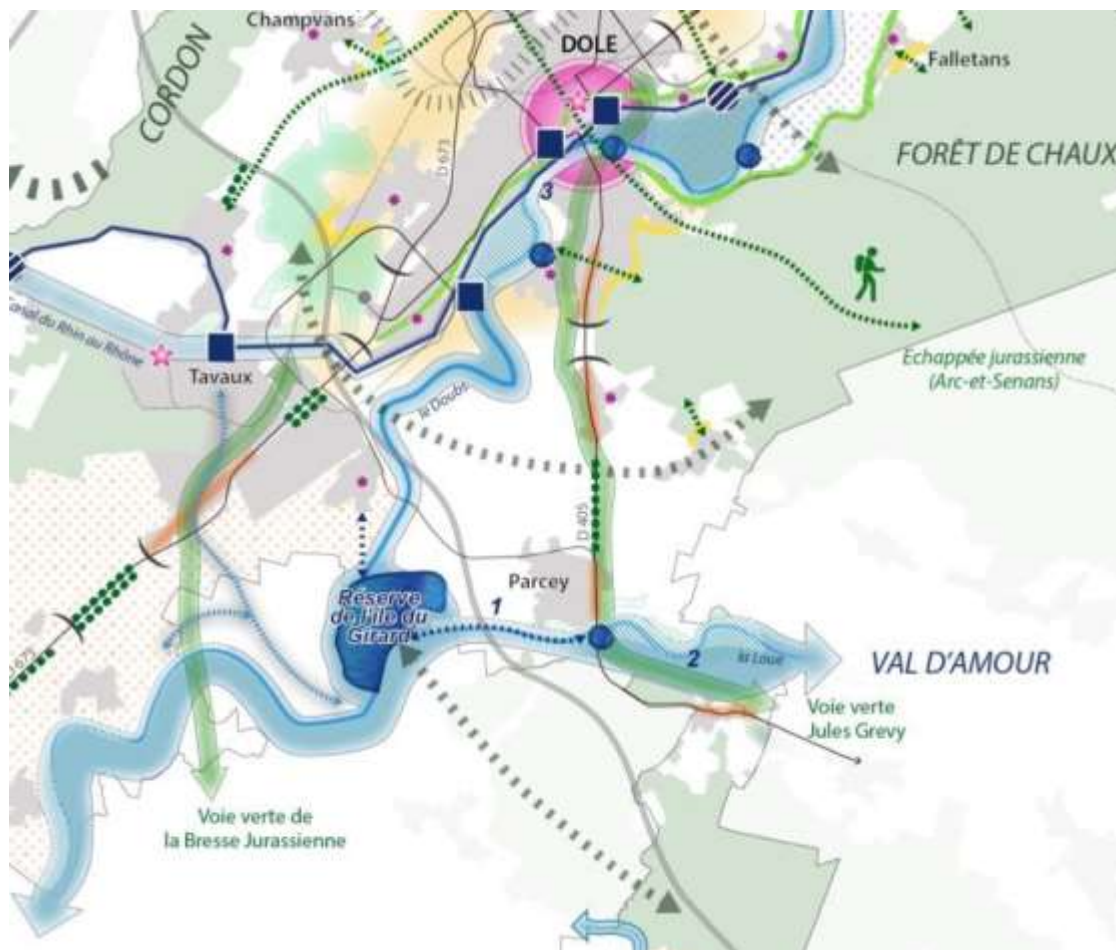 Champvans
DOLE
Falletans
CORDON
D 673
FORÊT DE CHAUX
3
Canal du Rhin au Rhône
Tavaux
Echappée jurassienne
(Arc-et-Senans)
le Doubs
D 405
Parcey
Réserve
de l'île du
Girard
1
2
la Loue
VAL D'AMOUR
Voie verte
Jules Grevy
Voie verte de
la Bresse Jurassienne